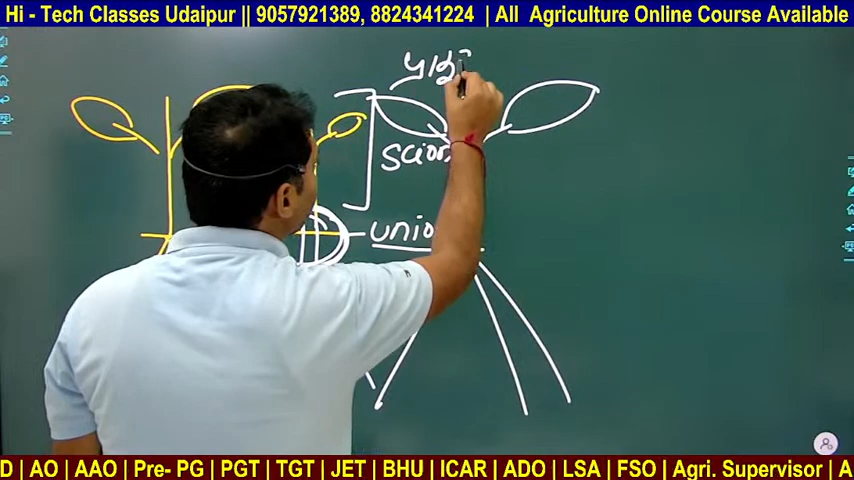 Hi - Tech Classes Udaipur || 9057921389, 8824341224 | All Agriculture Online Course Available
scion
D | AO | AAO | Pre- PG | PGT | TGT | JET | BHU | ICAR | ADO | LSA | FSO | Agri. Supervisor | A